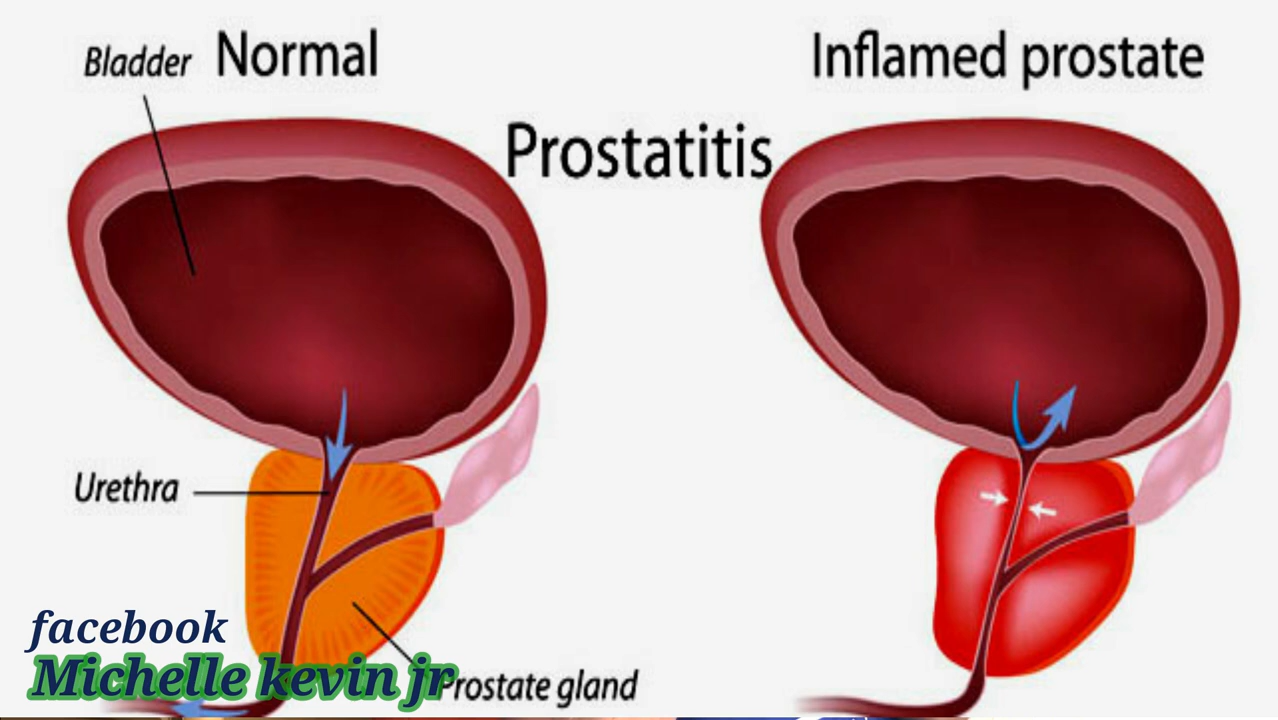 Bladder
Normal
Inflamed prostate
Prostatitis
Urethra
Prostate gland
facebook
Michelle kevin jr